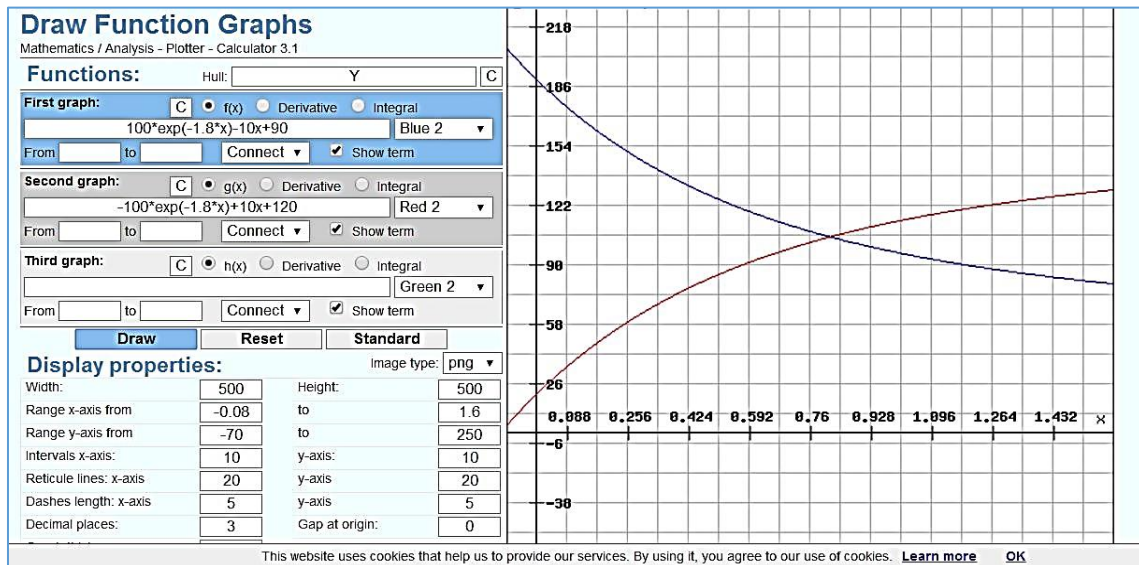 Draw Function Graphs
Mathematics / Analysis - Plotter - Calculator 3.1
Functions: Hull: Y C
First graph: C f(x) Derivative Integral
100*exp(-1.8*x)-10x+90 Blue 2 ▼
From to Connect ▼ Show term
Second graph: C g(x) Derivative Integral
-100*exp(-1.8*x)+10x+120 Red 2 ▼
From to Connect ▼ Show term
Third graph: C h(x) Derivative Integral
Green 2 ▼
From to Connect ▼ Show term
Draw Reset Standard
Display properties: Image type: png ▼
Width: 500 Height: 500
Range x-axis from -0.08 to 1.6
Range y-axis from -70 to 250
Intervals x-axis: 10 y-axis: 10
Reticule lines: x-axis 20 y-axis 20
Dashes length: x-axis 5 y-axis 5
Decimal places: 3 Gap at origin: 0
218
186
154
122
90
58
26
0.088 0.256 0.424 0.592 0.76 0.928 1.096 1.264 1.432 X
-6
-38
This website uses cookies that help us to provide our services. By using it, you agree to our use of cookies. Learn more OK